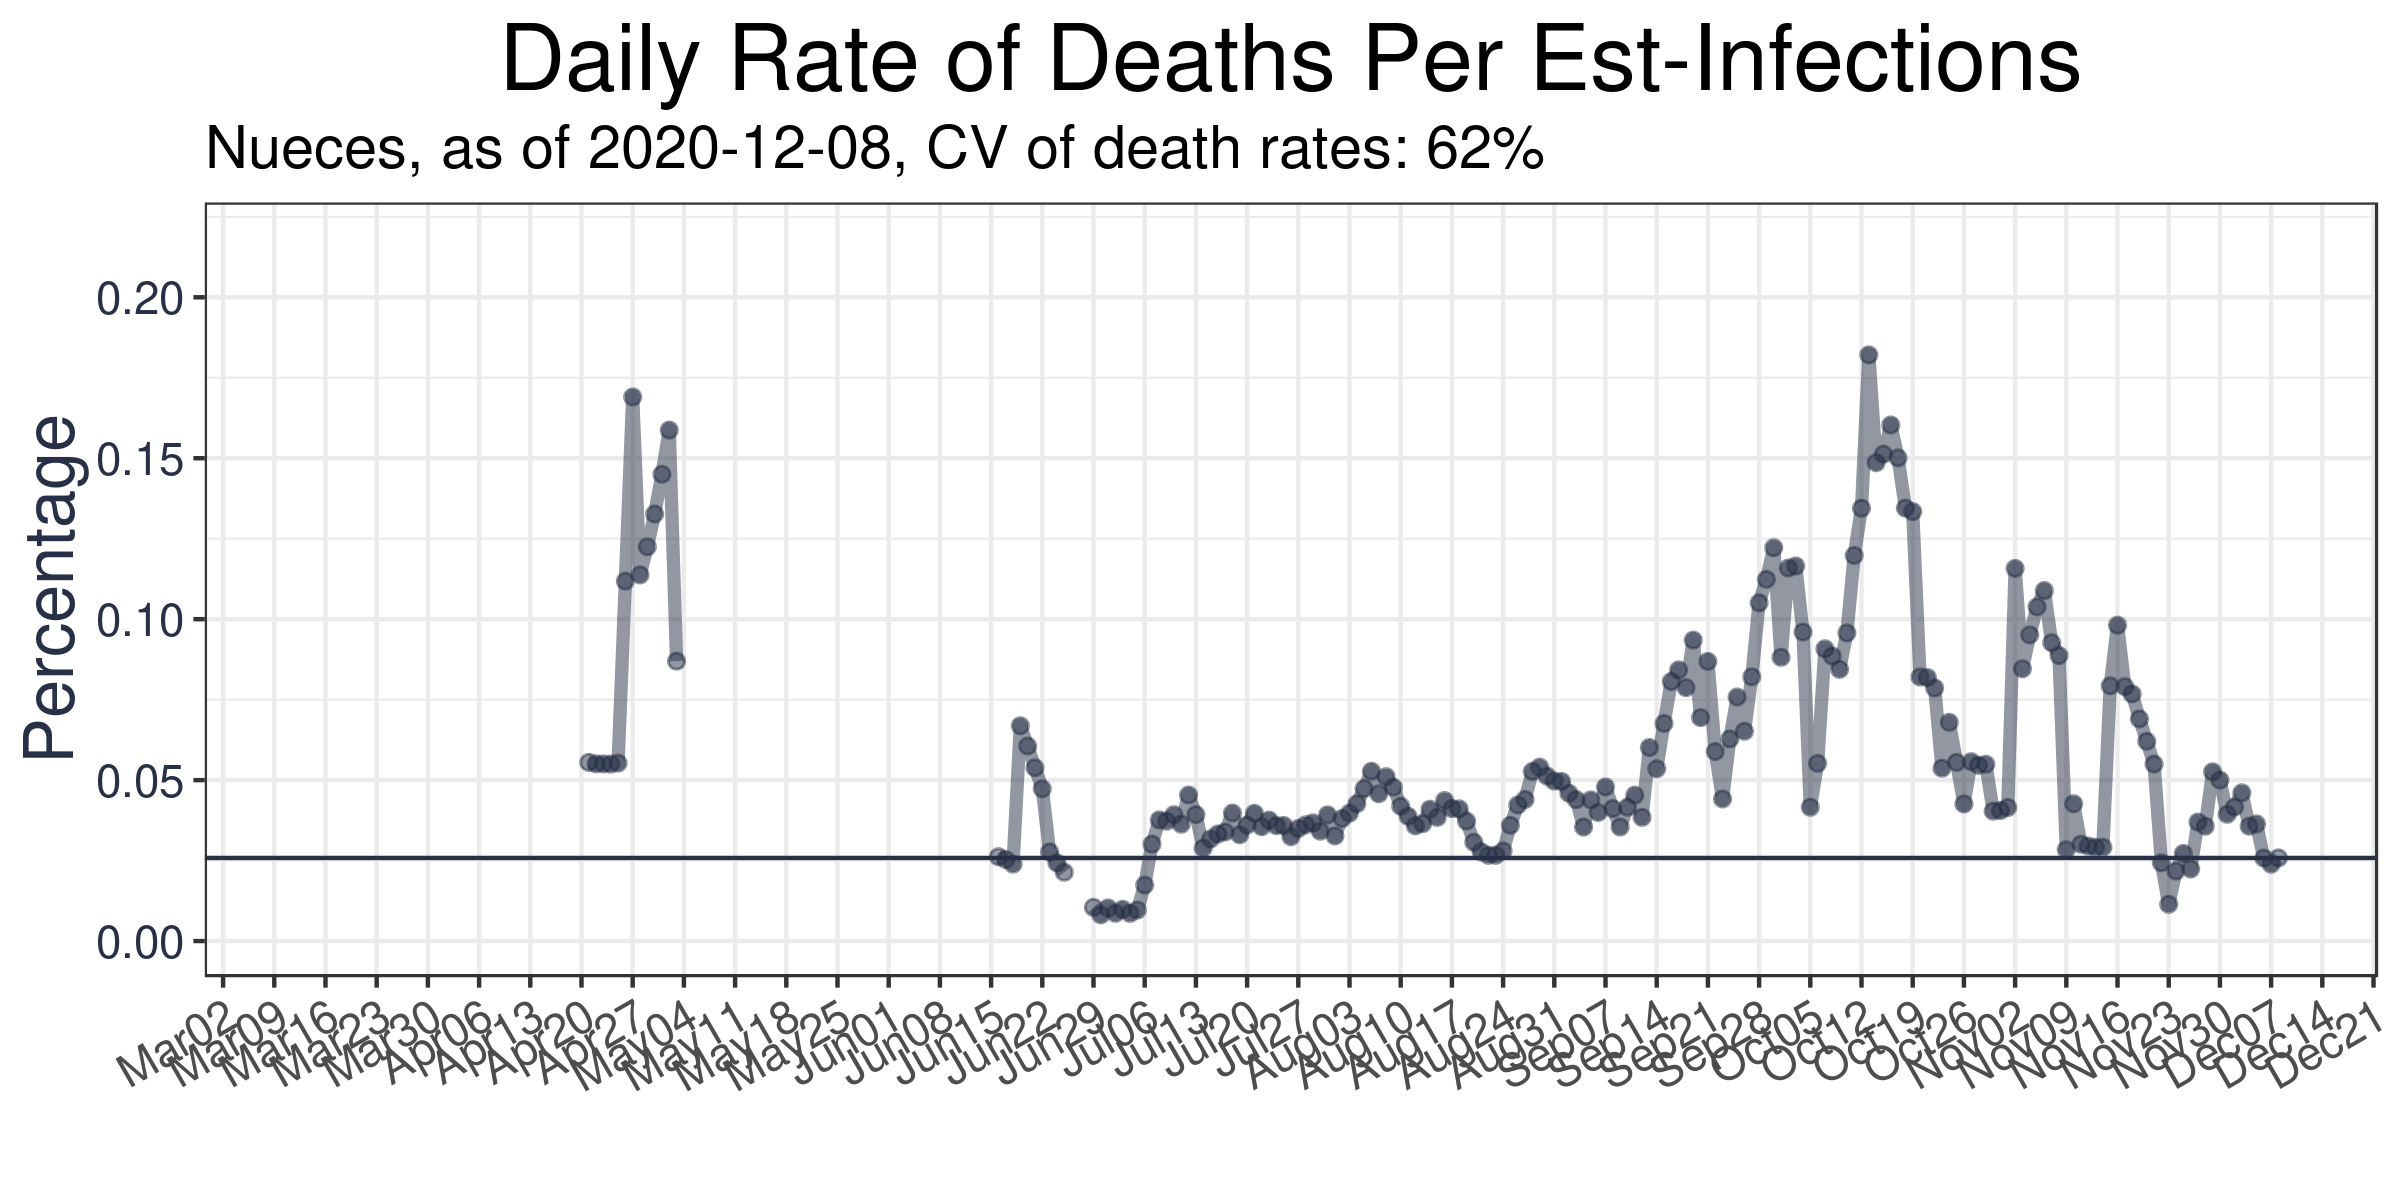 Daily Rate of Deaths Per Est-Infections
Nueces, as of 2020-12-08, CV of death rates: 62%
Percentage
0.20
0.15
0.10
0.05
0.00
Mar02
Mar09
Mar16
Mar23
Mar30
Apr06
Apr13
Apr20
Apr27
May04
May11
May18
May25
Jun01
Jun08
Jun15
Jun22
Jun29
Jul06
Jul13
Jul20
Jul27
Aug03
Aug10
Aug17
Aug24
Aug31
Sep07
Sep14
Sep21
Sep28
Oct05
Oct12
Oct19
Oct26
Nov02
Nov09
Nov16
Nov23
Nov30
Dec07
Dec14
Dec21